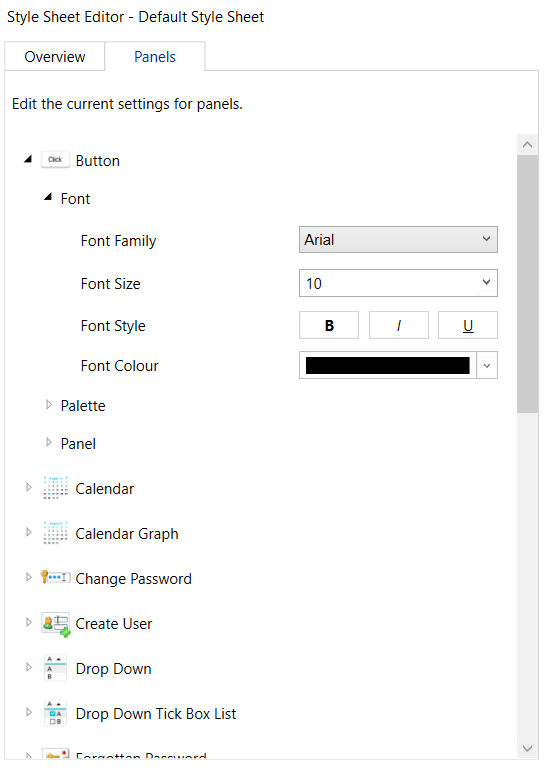 Style Sheet Editor - Default Style Sheet
Overview Panels
Edit the current settings for panels.
Click Button
Font
Font Family Arial
Font Size 10
Font Style B I U
Font Colour
Palette
Panel
Calendar
Calendar Graph
Change Password
Create User
Drop Down
Drop Down Tick Box List
Forgotten Password